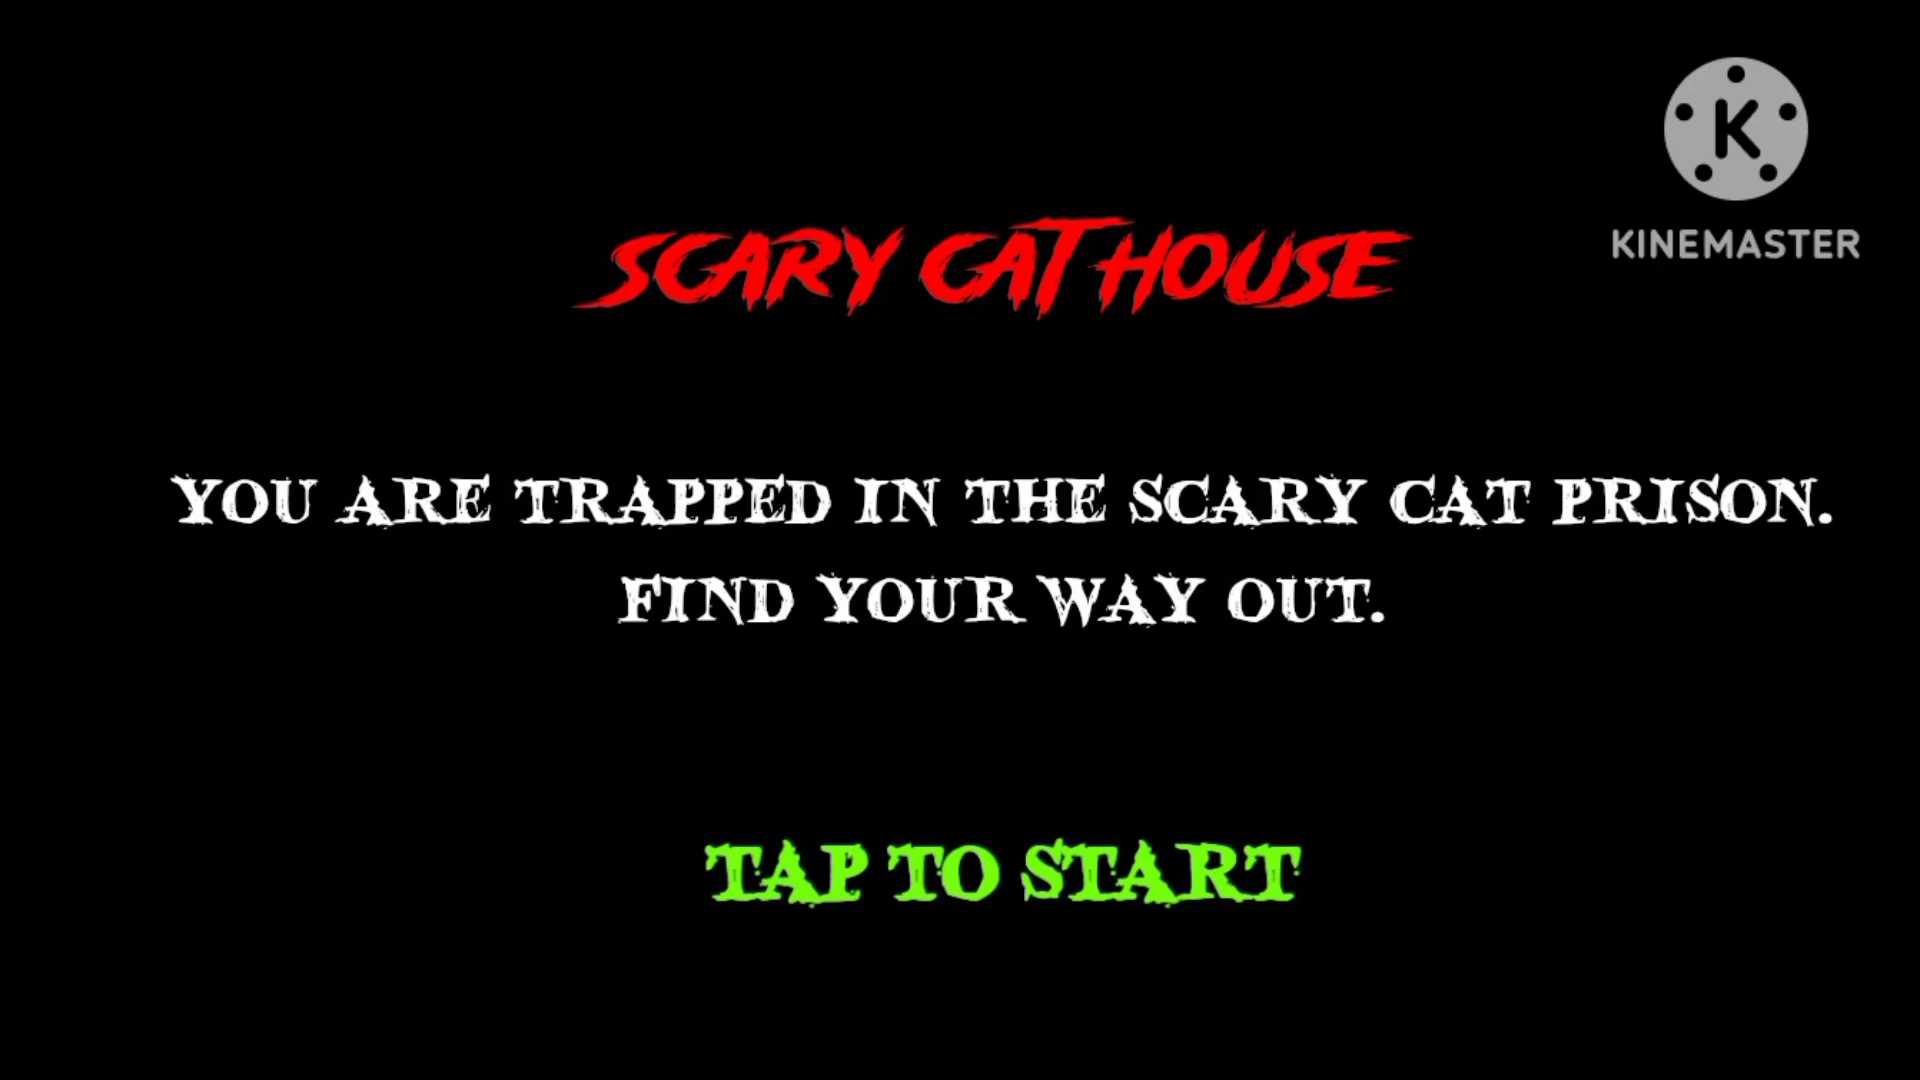 K
KINEMASTER
SCARY CAT HOUSE
YOU ARE TRAPPED IN THE SCARY CAT PRISON.
FIND YOUR WAY OUT.
TAP TO START